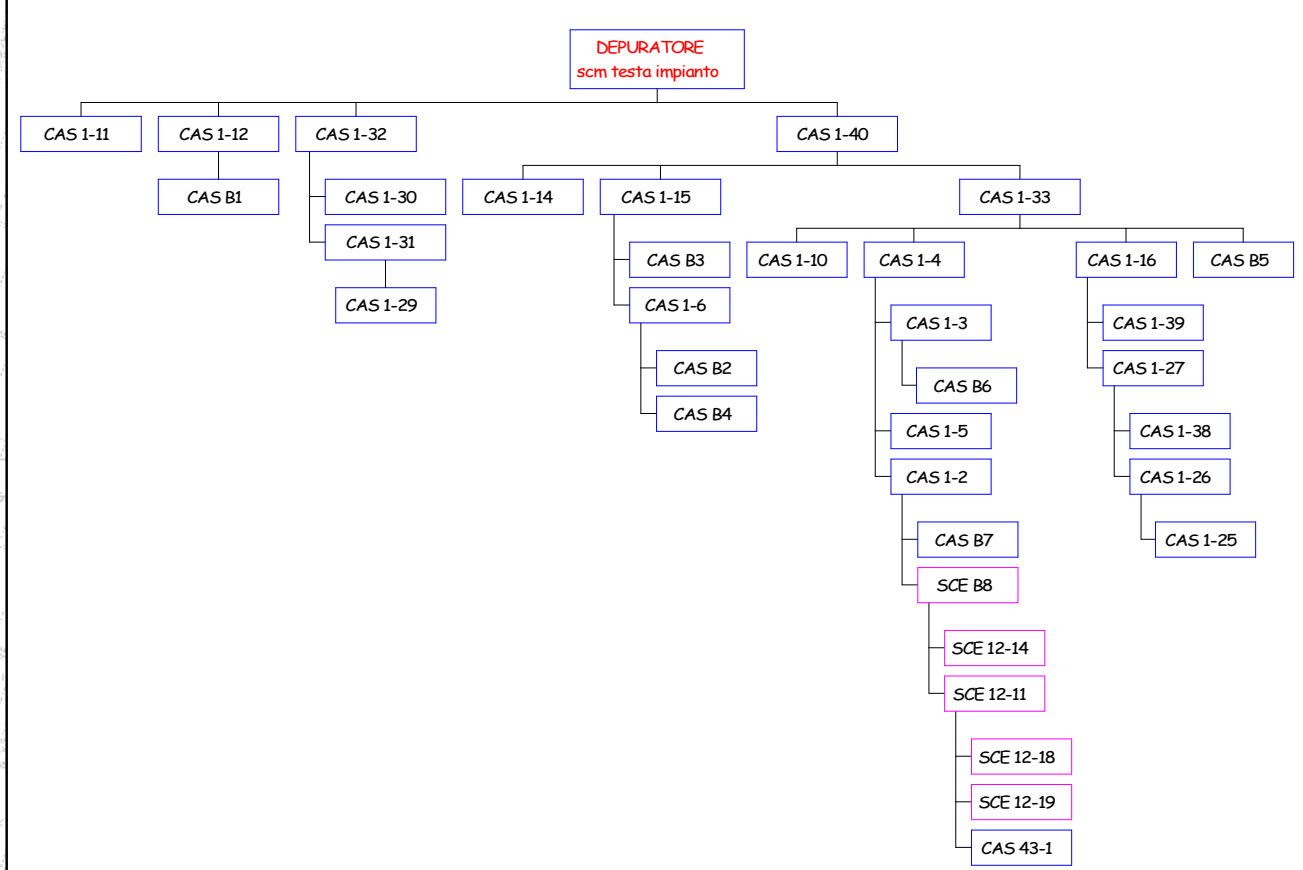 DEPURATORE
scm testa impianto
CAS 1-11
CAS 1-12
CAS 1-32
CAS 1-40
CAS B1
CAS 1-30
CAS 1-14
CAS 1-15
CAS 1-33
CAS 1-31
CAS B3
CAS 1-10
CAS 1-4
CAS 1-16
CAS B5
CAS 1-29
CAS 1-6
CAS 1-3
CAS 1-39
CAS B2
CAS 1-27
CAS B6
CAS B4
CAS 1-5
CAS 1-38
CAS 1-2
CAS 1-26
CAS B7
CAS 1-25
SCE B8
SCE 12-14
SCE 12-11
SCE 12-18
SCE 12-19
CAS 43-1